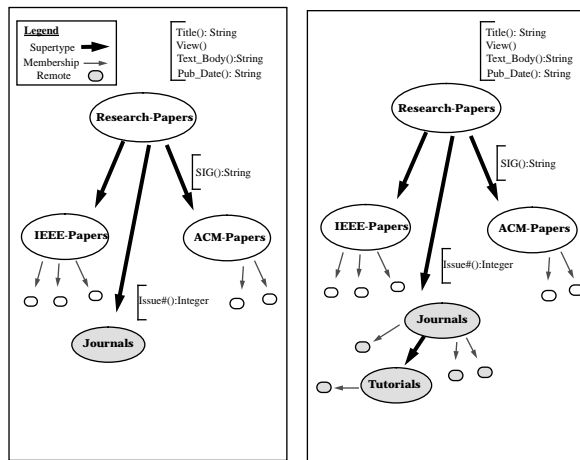 Legend
Supertype
Membership
Remote
Title(): String
View()
Text_Body():String
Pub_Date(): String
Research-Papers
SIG():String
IEEE-Papers
ACM-Papers
Issue#():Integer
Journals
Title(): String
View()
Text_Body():String
Pub_Date(): String
Research-Papers
SIG():String
IEEE-Papers
ACM-Papers
Issue#():Integer
Journals
Tutorials